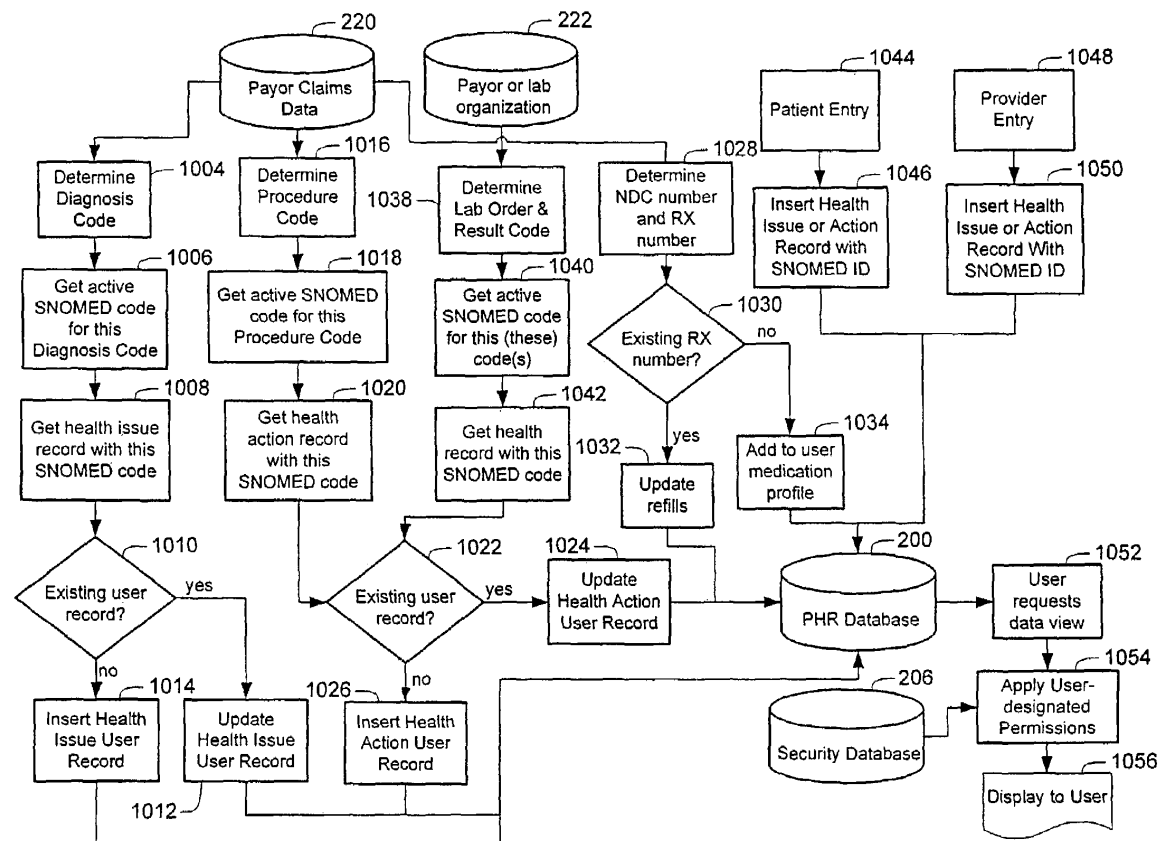 220
222
Payor Claims
Data
Payor or lab
organization
1044
Patient Entry
1048
Provider
Entry
1004
Determine
Diagnosis
Code
1016
Determine
Procedure
Code
1038
Determine
Lab Order &
Result Code
1028
Determine
NDC number
and RX
number
1046
Insert Health
Issue or Action
Record with
SNOMED ID
1050
Insert Health
Issue or Action
Record With
SNOMED ID
1006
Get active
SNOMED code
for this
Diagnosis Code
1018
Get active SNOMED
code for this
Procedure Code
1040
Get active
SNOMED code
for this (these)
code(s)
1030
Existing RX
number?
no
yes
1008
Get health issue
record with this
SNOMED code
1020
Get health
action record
with this
SNOMED code
1042
Get health
record with this
SNOMED code
1032
Update
refills
1034
Add to user
medication
profile
1010
Existing user
record?
yes
no
1022
Existing user
record?
yes
no
1024
Update
Health Action
User Record
200
PHR Database
1052
User
requests
data view
1014
Insert Health
Issue User
Record
Update
Health Issue
User Record
1012
1026
Insert Health
Action User
Record
206
Security Database
1054
Apply User-
designated
Permissions
1056
Display to User